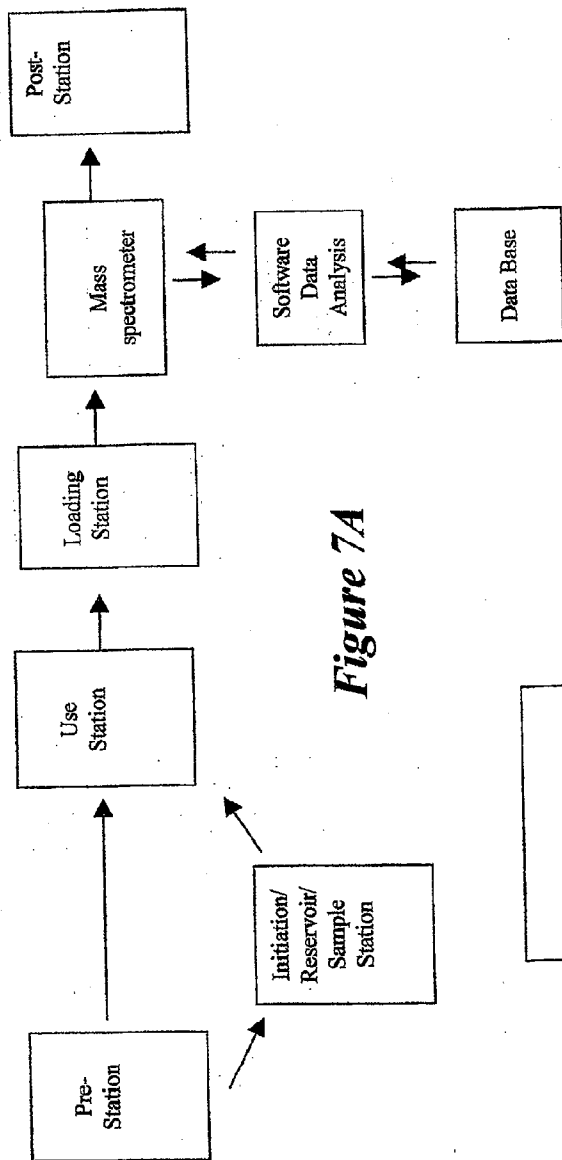 Pre-
Station
Initiation/
Reservoir/
Sample
Station
Use
Station
Loading
Station
Mass
spectrometer
Post-
Station
Software
Data
Analysis
Data Base
Figure 7A